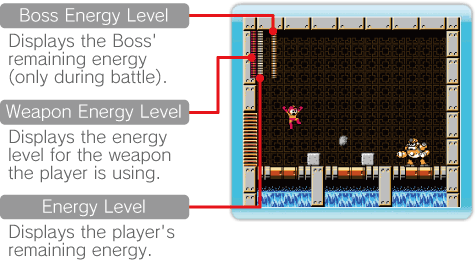 Boss Energy Level
Displays the Boss'
remaining energy
(only during battle).
Weapon Energy Level
Displays the energy
level for the weapon
the player is using.
Energy Level
Displays the player's
remaining energy.